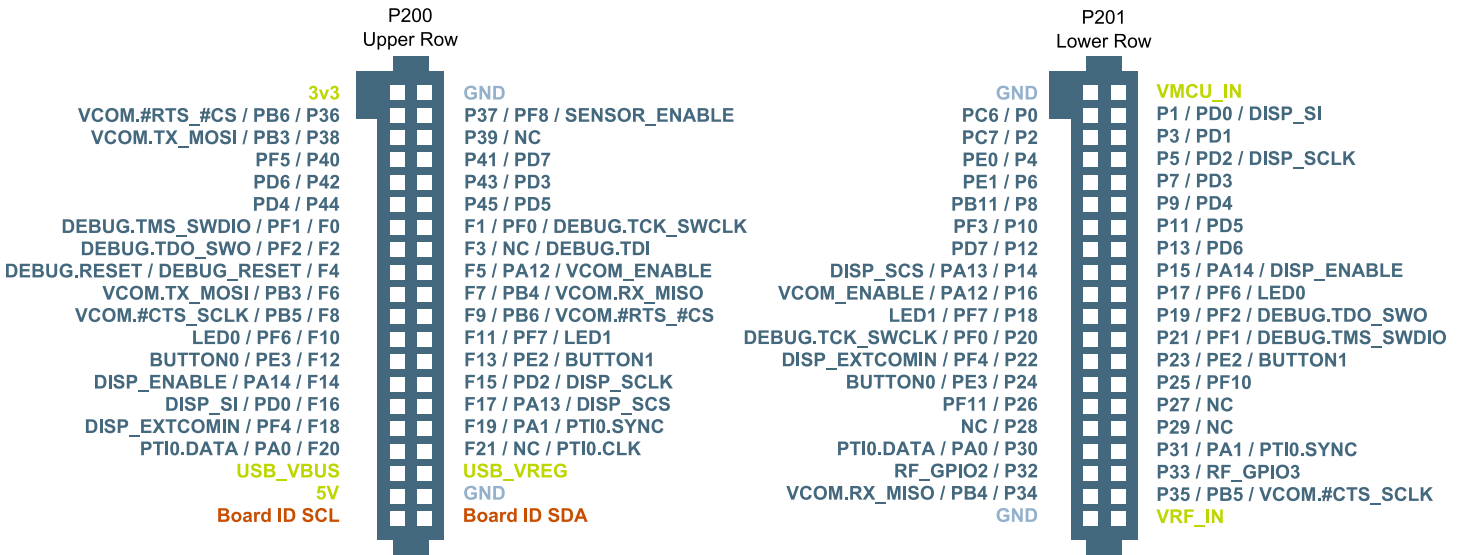 P200
Upper Row
3v3 GND
VCOM.#RTS_#CS / PB6 / P36 P37 / PF8 / SENSOR_ENABLE
VCOM.TX_MOSI / PB3 / P38 P39 / NC
PF5 / P40 P41 / PD7
PD6 / P42 P43 / PD3
PD4 / P44 P45 / PD5
DEBUG.TMS_SWDIO / PF1 / F0 F1 / PF0 / DEBUG.TCK_SWCLK
DEBUG.TDO_SWO / PF2 / F2 F3 / NC / DEBUG.TDI
DEBUG.RESET / DEBUG_RESET / F4 F5 / PA12 / VCOM_ENABLE
VCOM.TX_MOSI / PB3 / F6 F7 / PB4 / VCOM.RX_MISO
VCOM.#CTS_SCLK / PB5 / F8 F9 / PB6 / VCOM.#RTS_#CS
LED0 / PF6 / F10 F11 / PF7 / LED1
BUTTON0 / PE3 / F12 F13 / PE2 / BUTTON1
DISP_ENABLE / PA14 / F14 F15 / PD2 / DISP_SCLK
DISP_SI / PD0 / F16 F17 / PA13 / DISP_SCS
DISP_EXTCOMIN / PF4 / F18 F19 / PA1 / PTI0.SYNC
PTI0.DATA / PA0 / F20 F21 / NC / PTI0.CLK
USB_VBUS USB_VREG
5V GND
Board ID SCL Board ID SDA
P201
Lower Row
GND VMCU_IN
PC6 / P0 P1 / PD0 / DISP_SI
PC7 / P2 P3 / PD1
PE0 / P4 P5 / PD2 / DISP_SCLK
PE1 / P6 P7 / PD3
PB11 / P8 P9 / PD4
PF3 / P10 P11 / PD5
PD7 / P12 P13 / PD6
DISP_SCS / PA13 / P14 P15 / PA14 / DISP_ENABLE
VCOM_ENABLE / PA12 / P16 P17 / PF6 / LED0
LED1 / PF7 / P18 P19 / PF2 / DEBUG.TDO_SWO
DEBUG.TCK_SWCLK / PF0 / P20 P21 / PF1 / DEBUG.TMS_SWDIO
DISP_EXTCOMIN / PF4 / P22 P23 / PE2 / BUTTON1
BUTTON0 / PE3 / P24 P25 / PF10
PF11 / P26 P27 / NC
NC / P28 P29 / NC
PTI0.DATA / PA0 / P30 P31 / PA1 / PTI0.SYNC
RF_GPIO2 / P32 P33 / RF_GPIO3
VCOM.RX_MISO / PB4 / P34 P35 / PB5 / VCOM.#CTS_SCLK
GND VRF_IN